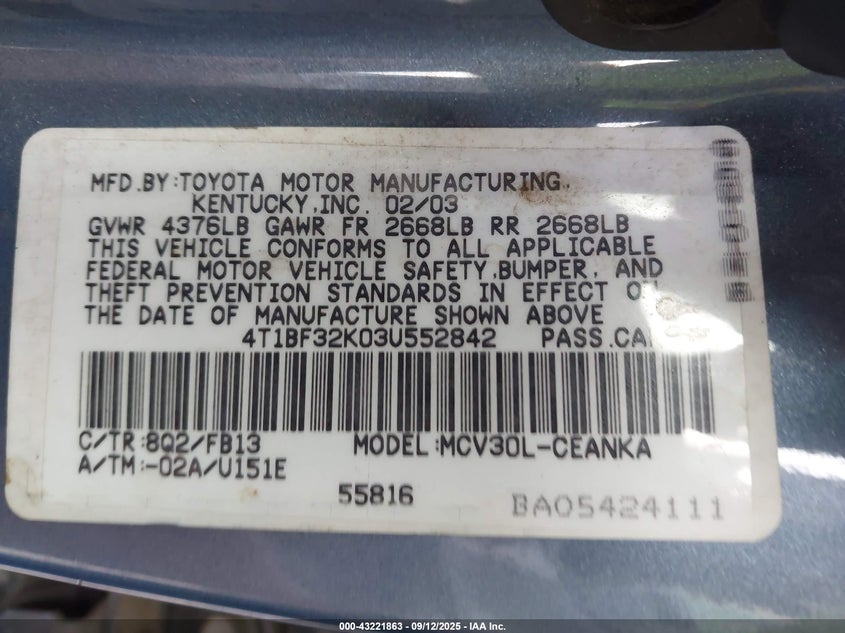 MFD.BY:TOYOTA MOTOR MANUFACTURING,
KENTUCKY,INC. 02/03
GVWR 4376LB GAWR FR 2668LB RR 2668LB
THIS VEHICLE CONFORMS TO ALL APPLICABLE
FEDERAL MOTOR VEHICLE SAFETY,BUMPER, AND
THEFT PREVENTION STANDARDS IN EFFECT ON
THE DATE OF MANUFACTURE SHOWN ABOVE
4T1BF32K03U552842 PASS.CAR
C/TR:8Q2/FB13 MODEL:MCV30L-CEANKA
A/TM:-02A/U151E
55816 BA05424111
000-43221863 - 09/12/2025 - IAA Inc.